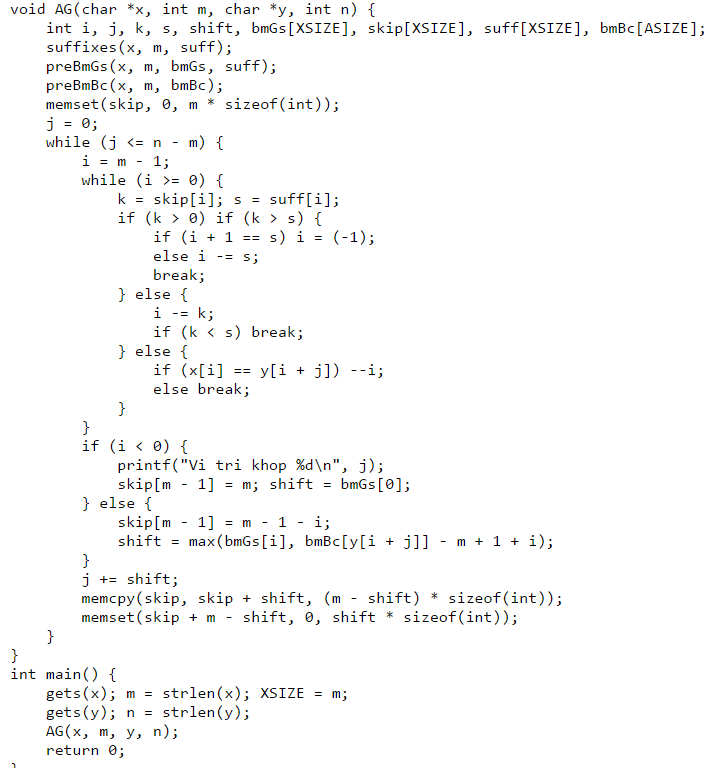 void AG(char *x, int m, char *y, int n) {
    int i, j, k, s, shift, bmGs[XSIZE], skip[XSIZE], suff[XSIZE], bmBc[ASIZE];
    suffixes(x, m, suff);
    preBmGs(x, m, bmGs, suff);
    preBmBc(x, m, bmBc);
    memset(skip, 0, m * sizeof(int));
    j = 0;
    while (j <= n - m) {
        i = m - 1;
        while (i >= 0) {
            k = skip[i]; s = suff[i];
            if (k > 0) if (k > s) {
                if (i + 1 == s) i = (-1);
                else i -= s;
                break;
            } else {
                i -= k;
                if (k < s) break;
            } else {
                if (x[i] == y[i + j]) --i;
                else break;
            }
        }
        if (i < 0) {
            printf("Vi tri khop %d\n", j);
            skip[m - 1] = m; shift = bmGs[0];
        } else {
            skip[m - 1] = m - 1 - i;
            shift = max(bmGs[i], bmBc[y[i + j]] - m + 1 + i);
        }
        j += shift;
        memcpy(skip, skip + shift, (m - shift) * sizeof(int));
        memset(skip + m - shift, 0, shift * sizeof(int));
    }
}
int main() {
    gets(x); m = strlen(x); XSIZE = m;
    gets(y); n = strlen(y);
    AG(x, m, y, n);
    return 0;
}